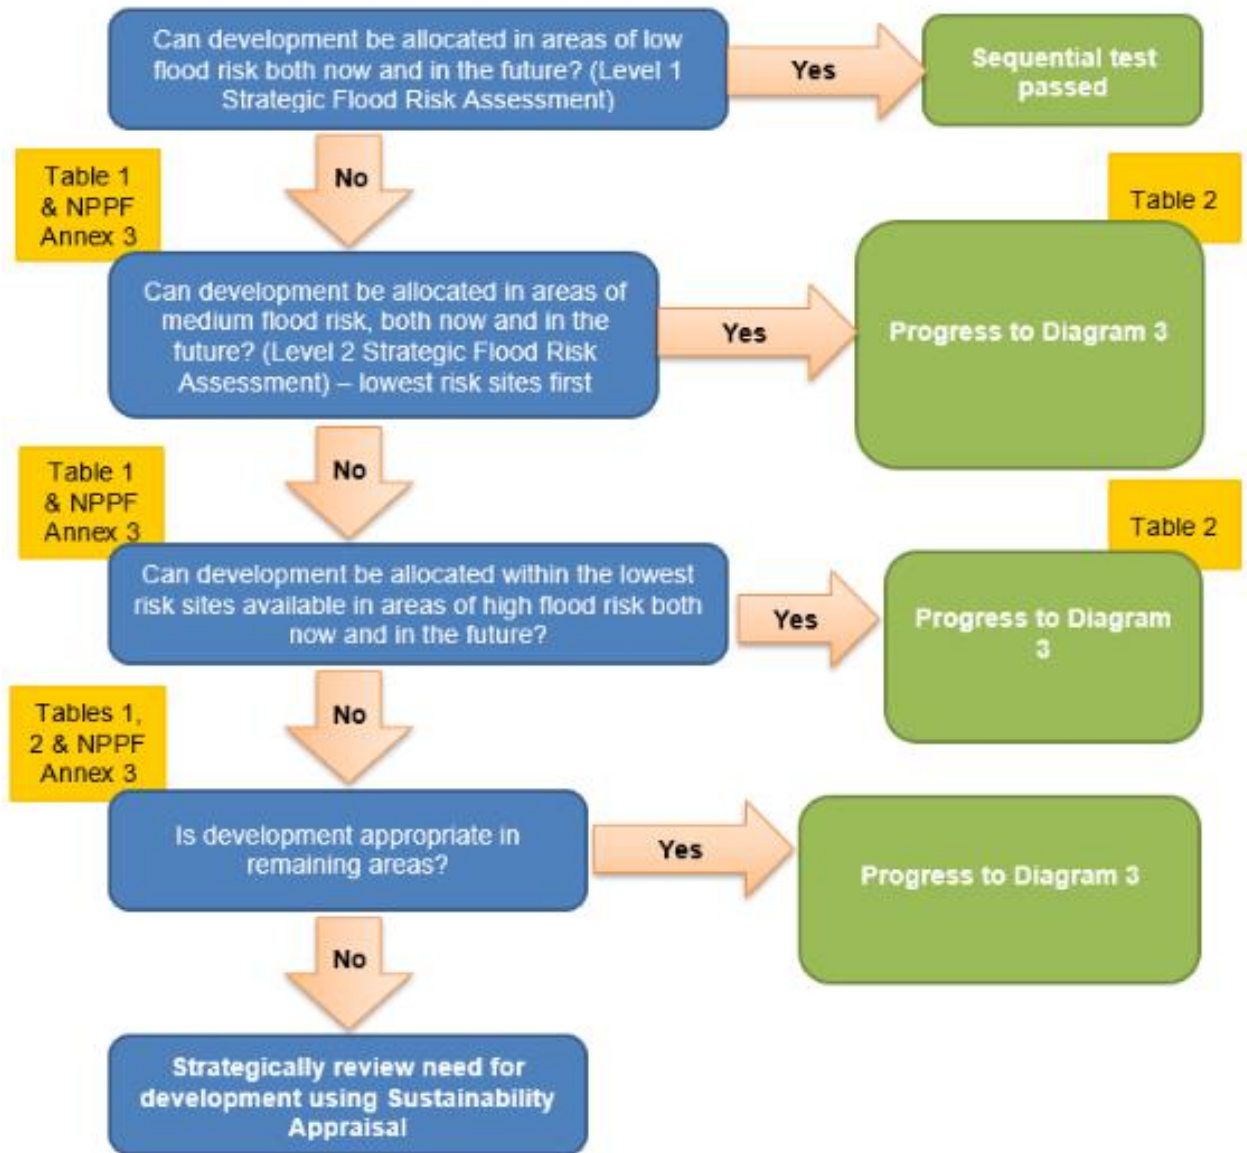 Can development be allocated in areas of low
flood risk both now and in the future? (Level 1
Strategic Flood Risk Assessment)
Yes
Sequential test
passed
No
Table 1
& NPPF
Annex 3
Table 2
Can development be allocated in areas of
medium flood risk, both now and in the
future? (Level 2 Strategic Flood Risk
Assessment) – lowest risk sites first
Yes
Progress to Diagram 3
No
Table 1
& NPPF
Annex 3
Table 2
Can development be allocated within the lowest
risk sites available in areas of high flood risk both
now and in the future?
Yes
Progress to Diagram
3
No
Tables 1,
2 & NPPF
Annex 3
Is development appropriate in
remaining areas?
Yes
Progress to Diagram 3
No
Strategically review need for
development using Sustainability
Appraisal